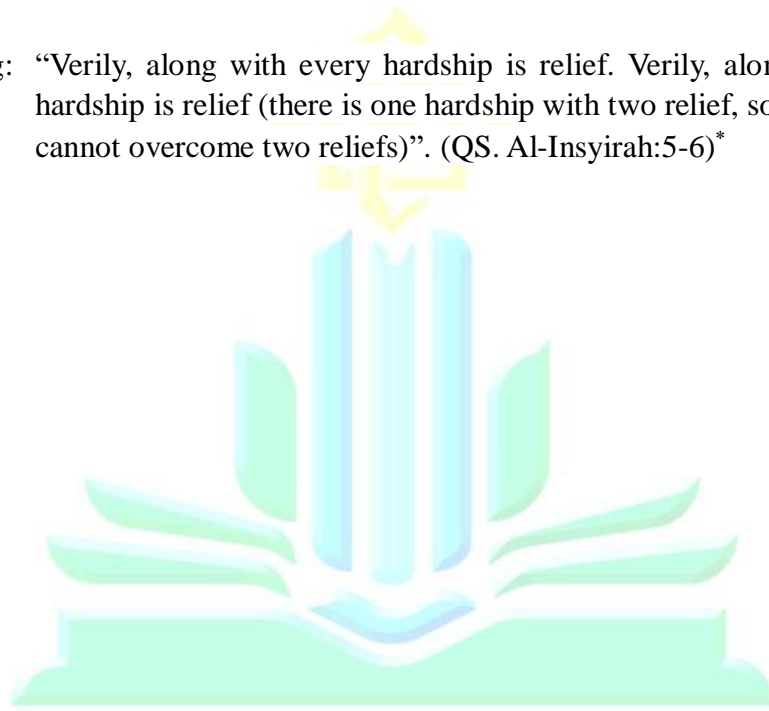 g: “Verily, along with every hardship is relief. Verily, alon
hardship is relief (there is one hardship with two relief, so
cannot overcome two reliefs)”. (QS. Al-Insyirah:5-6)*